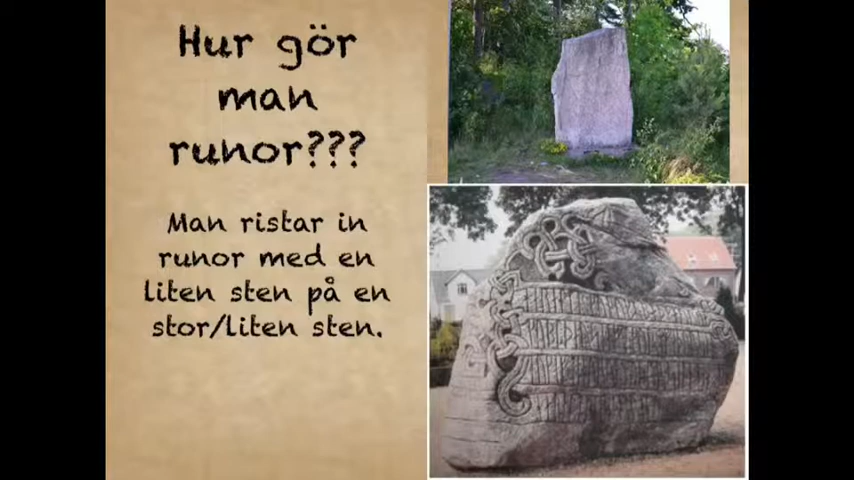 Hur gör
man
runor???
Man ristar in
runor med en
liten sten på en
stor/liten sten.